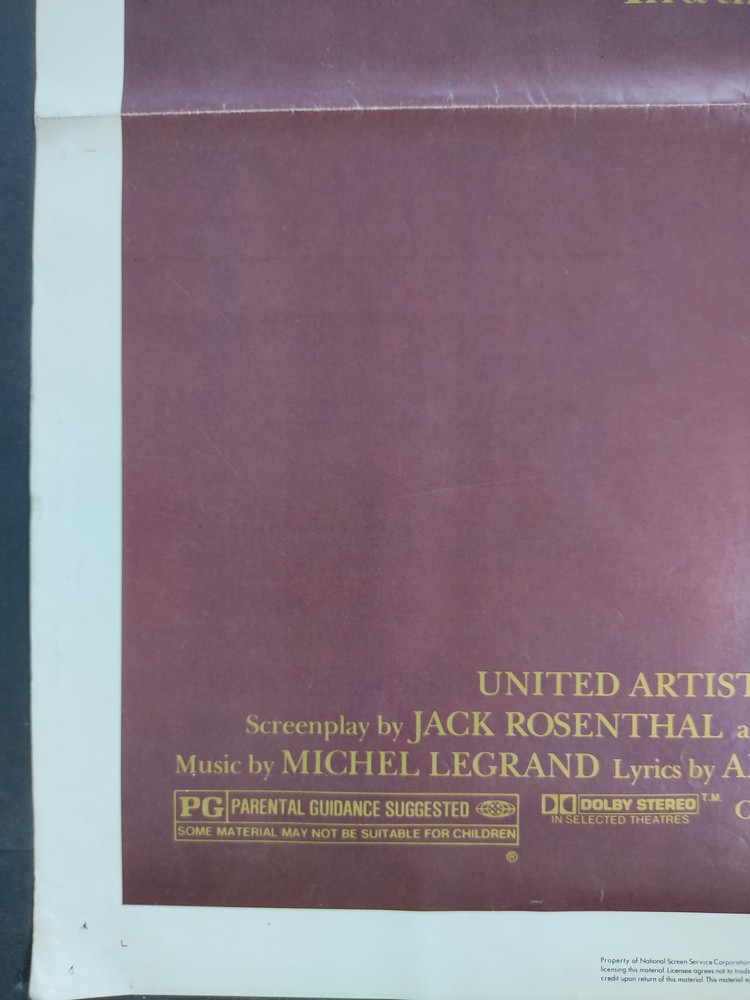 UNITED ARTIST
Screenplay by JACK ROSENTHAL a
Music by MICHEL LEGRAND Lyrics by A
PG PARENTAL GUIDANCE SUGGESTED
SOME MATERIAL MAY NOT BE SUITABLE FOR CHILDREN
®
DOLBY STEREO T.M.
IN SELECTED THEATRES
C
Property of National Screen Service Corporation
licensing this material. Licensee agrees not to trade
credit upon return of this material. This material